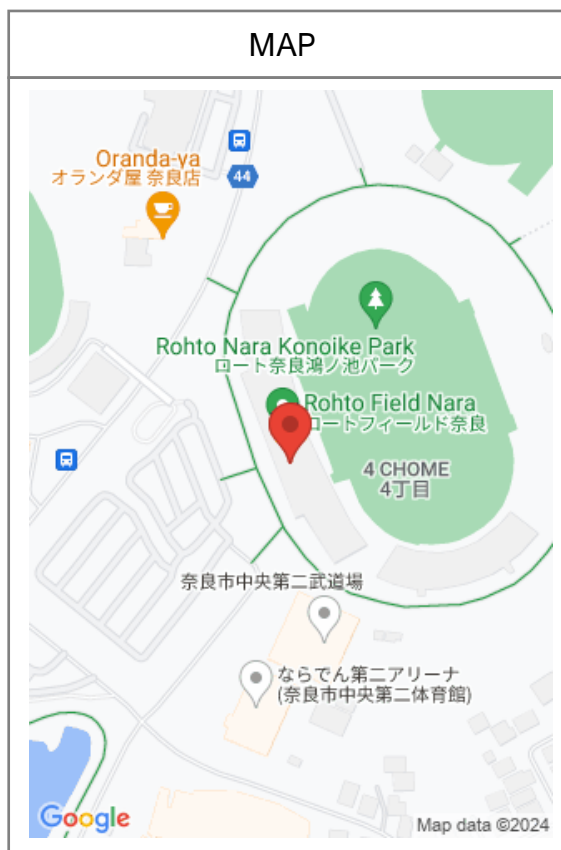 MAP
Oranda-ya
オランダ屋 奈良店
44
Rohto Nara Konoike Park
ロート奈良鴻ノ池パーク
Rohto Field Nara
ロートフィールド奈良
4 CHOME
4丁目
奈良市中央第二武道場
ならでん第二アリーナ
(奈良市中央第二体育館)
Google
Map data ©2024